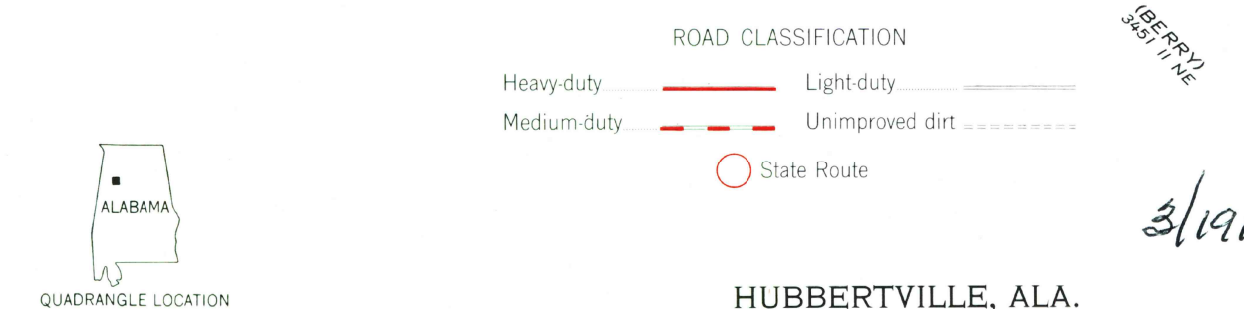 (BERRY)
3451 II NE
ROAD CLASSIFICATION
Heavy-duty
Light-duty
Medium-duty
Unimproved dirt
State Route
ALABAMA
QUADRANGLE LOCATION
HUBBERTVILLE, ALA.